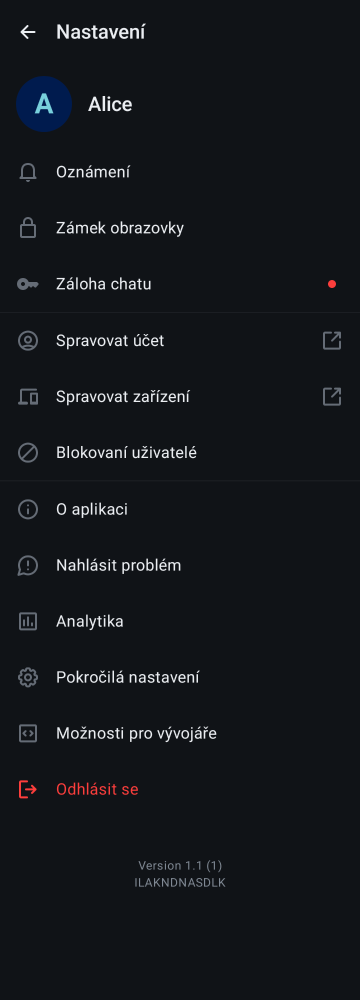 Nastavení
A
Alice
Oznámení
Zámek obrazovky
Záloha chatu
Spravovat účet
Spravovat zařízení
Blokovaní uživatelé
O aplikaci
Nahlásit problém
Analytika
Pokročilá nastavení
Možnosti pro vývojáře
Odhlásit se
Version 1.1 (1)
ILAKNDNASDLK